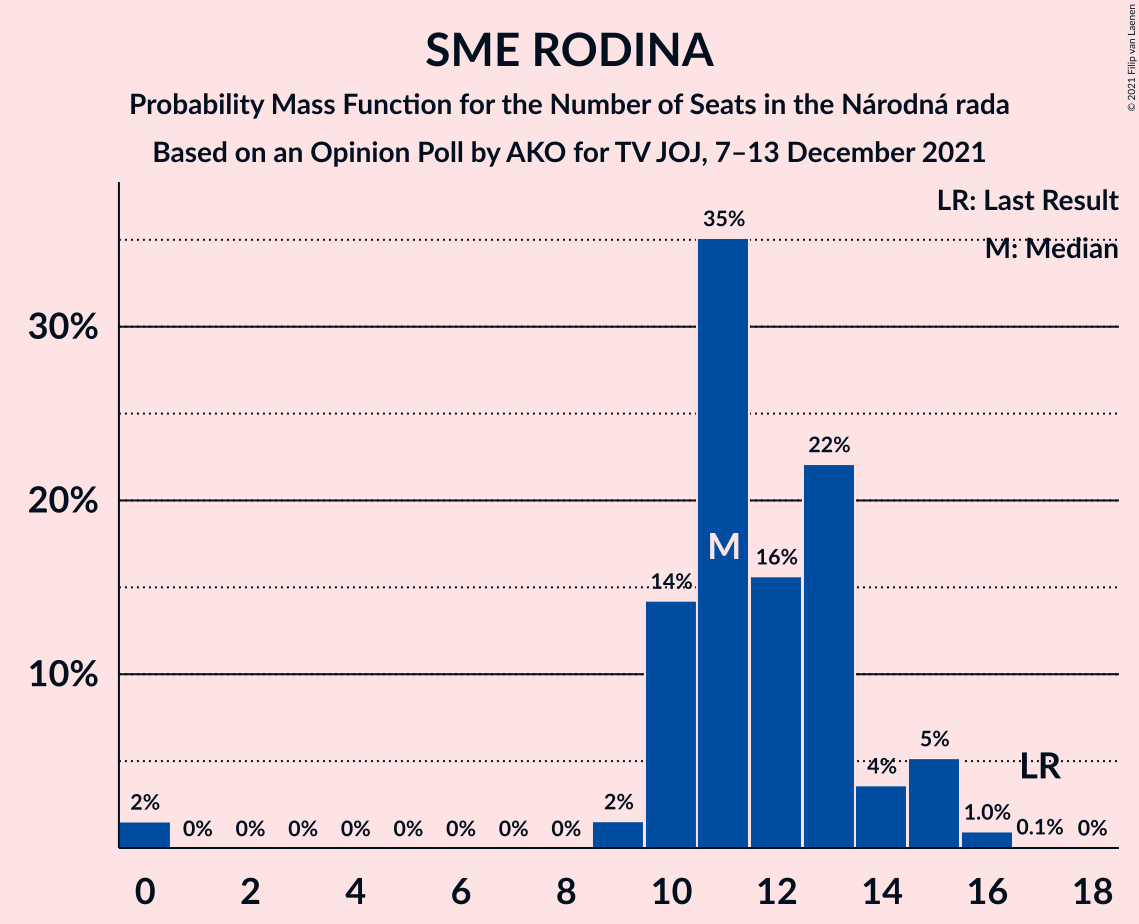 SME RODINA
Probability Mass Function for the Number of Seats in the Národná rada
Based on an Opinion Poll by AKO for TV JOJ, 7–13 December 2021
© 2021 Filip van Laenen
LR: Last Result
M: Median
30%
20%
10%
2%
0%
0%
0%
0%
0%
0%
0%
0%
2%
14%
35%
M
16%
22%
4%
5%
1.0%
LR
0.1%
0%
0 2 4 6 8 10 12 14 16 18